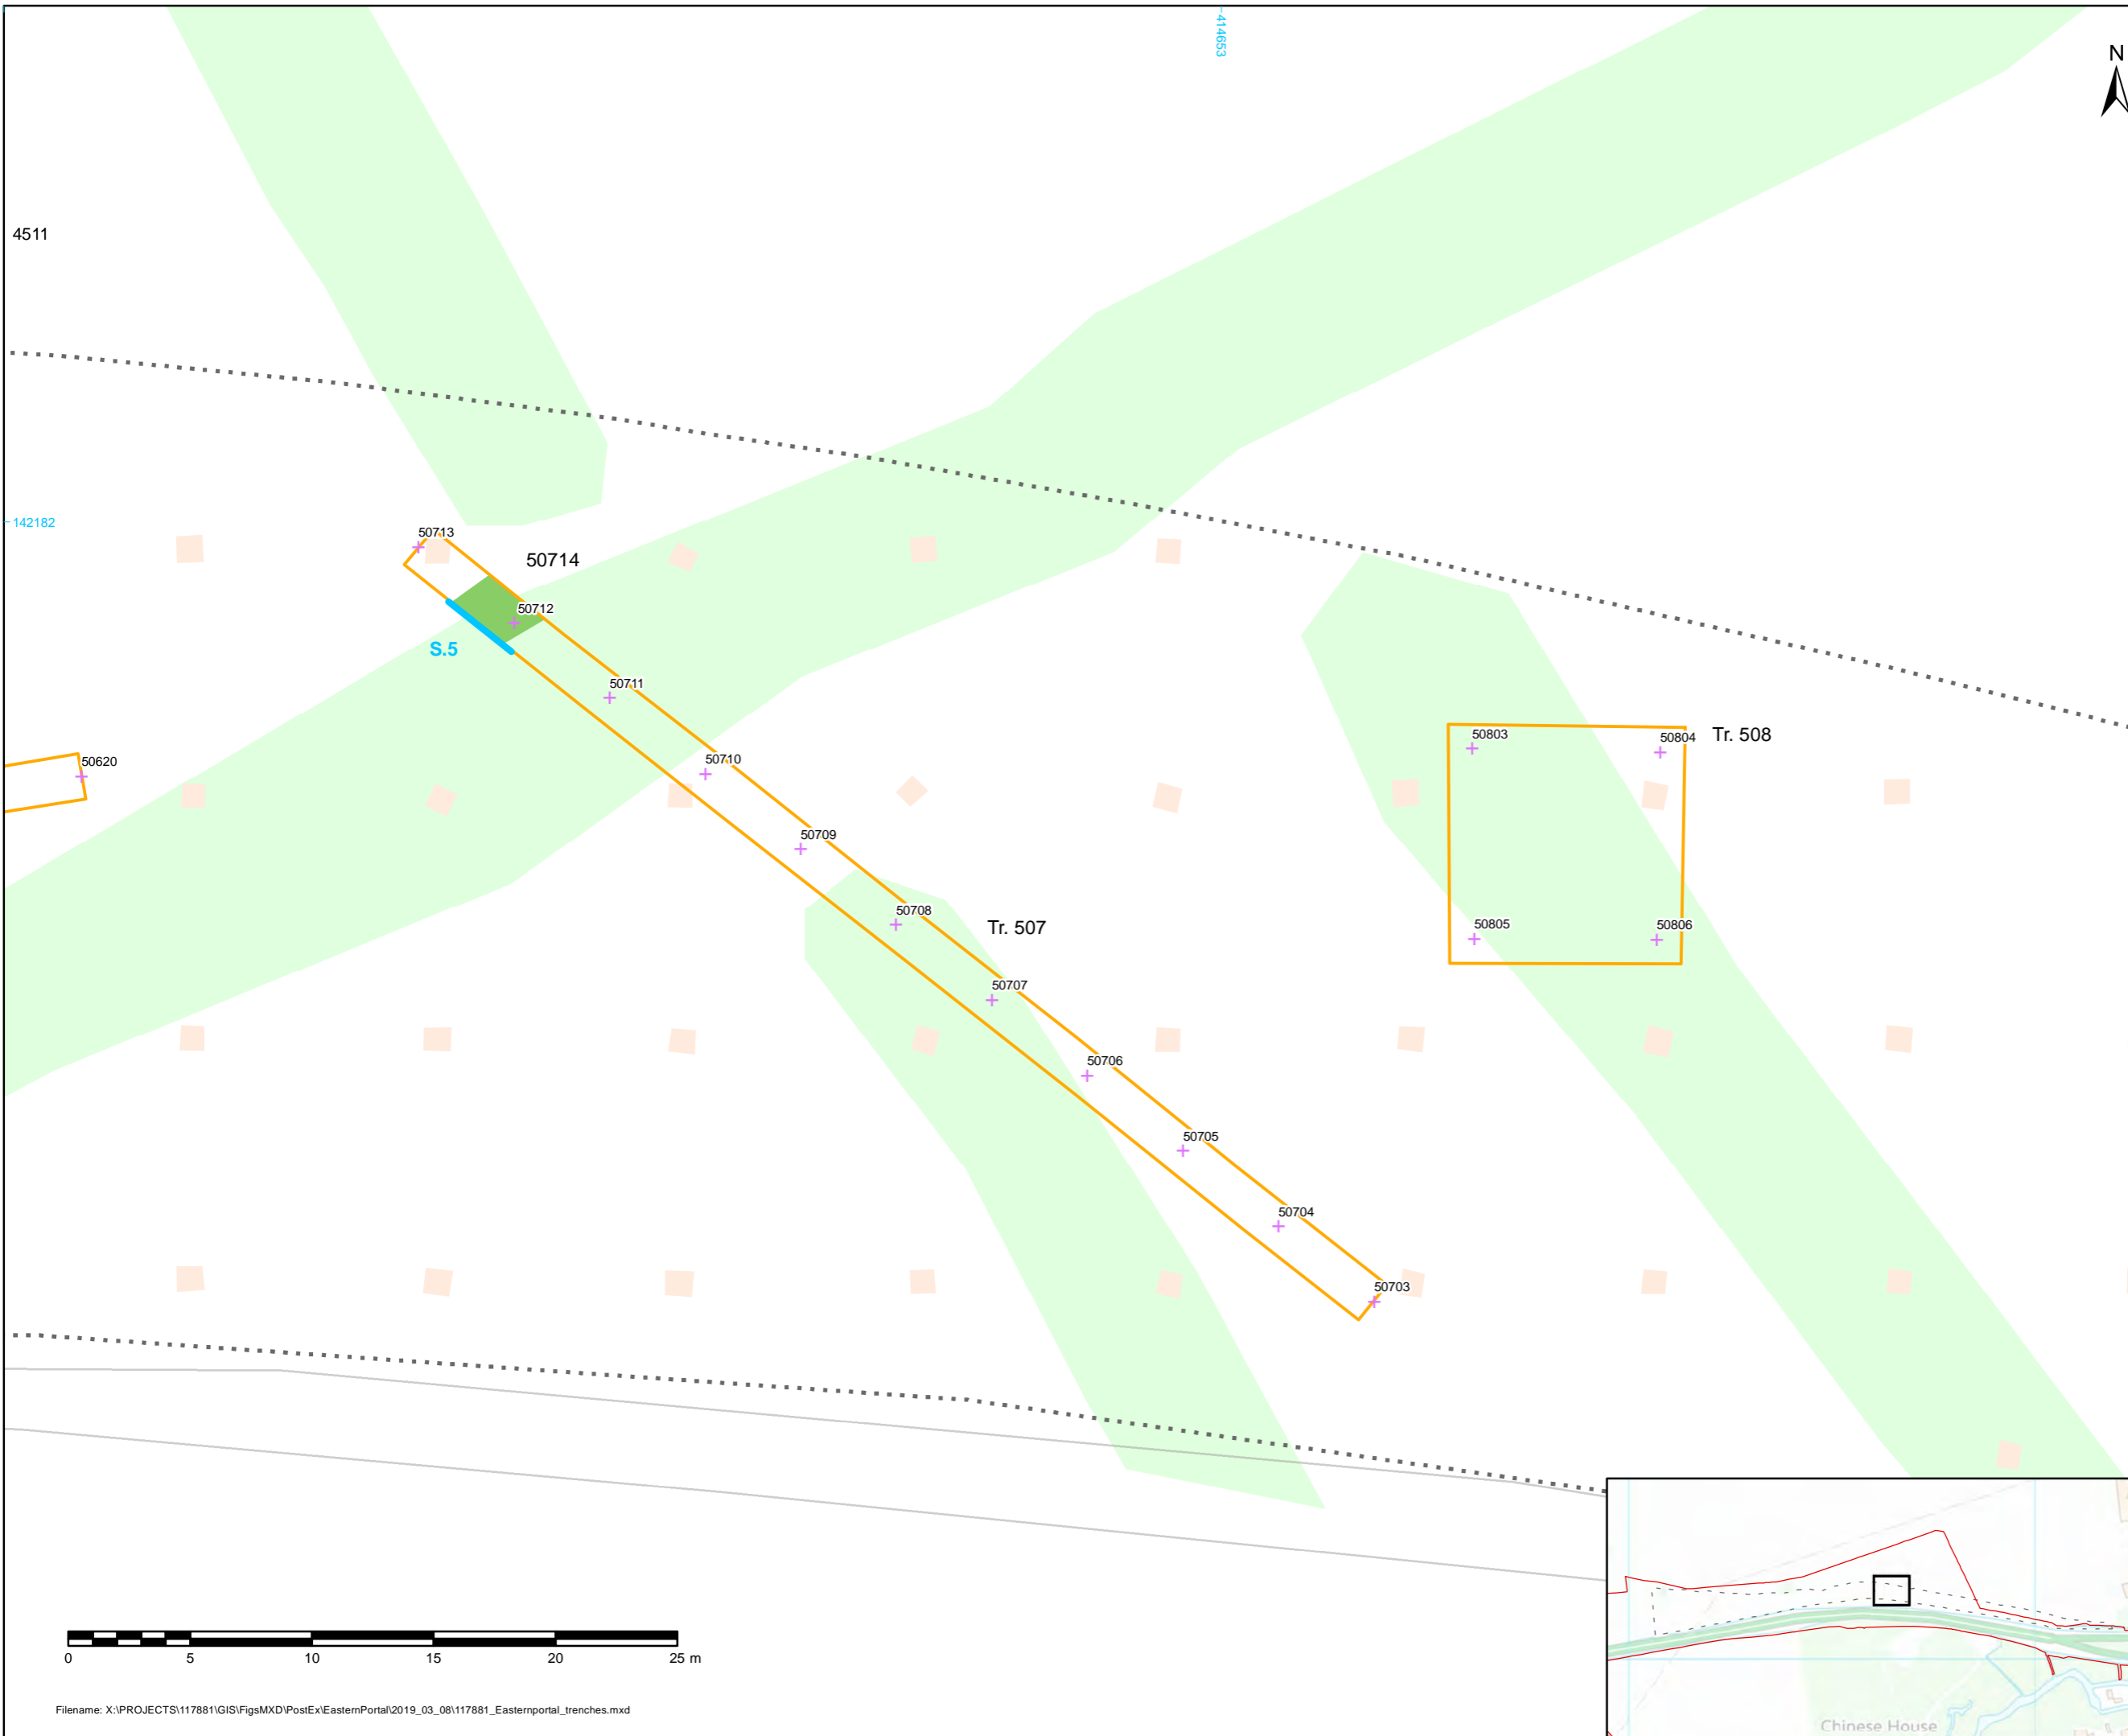 414653
N
4511
142182
50713
50714
50712
S.5
50711
50803
50804
Tr. 508
50620
50710
50709
50708
Tr. 507
50805
50806
50707
50706
50705
50704
50703
0 5 10 15 20 25 m
Filename: X:\PROJECTS\117881\GIS\FigsMXD\PostEx\EasternPortal\2019_03_08\117881_Easternportal_trenches.mxd
Chinese House